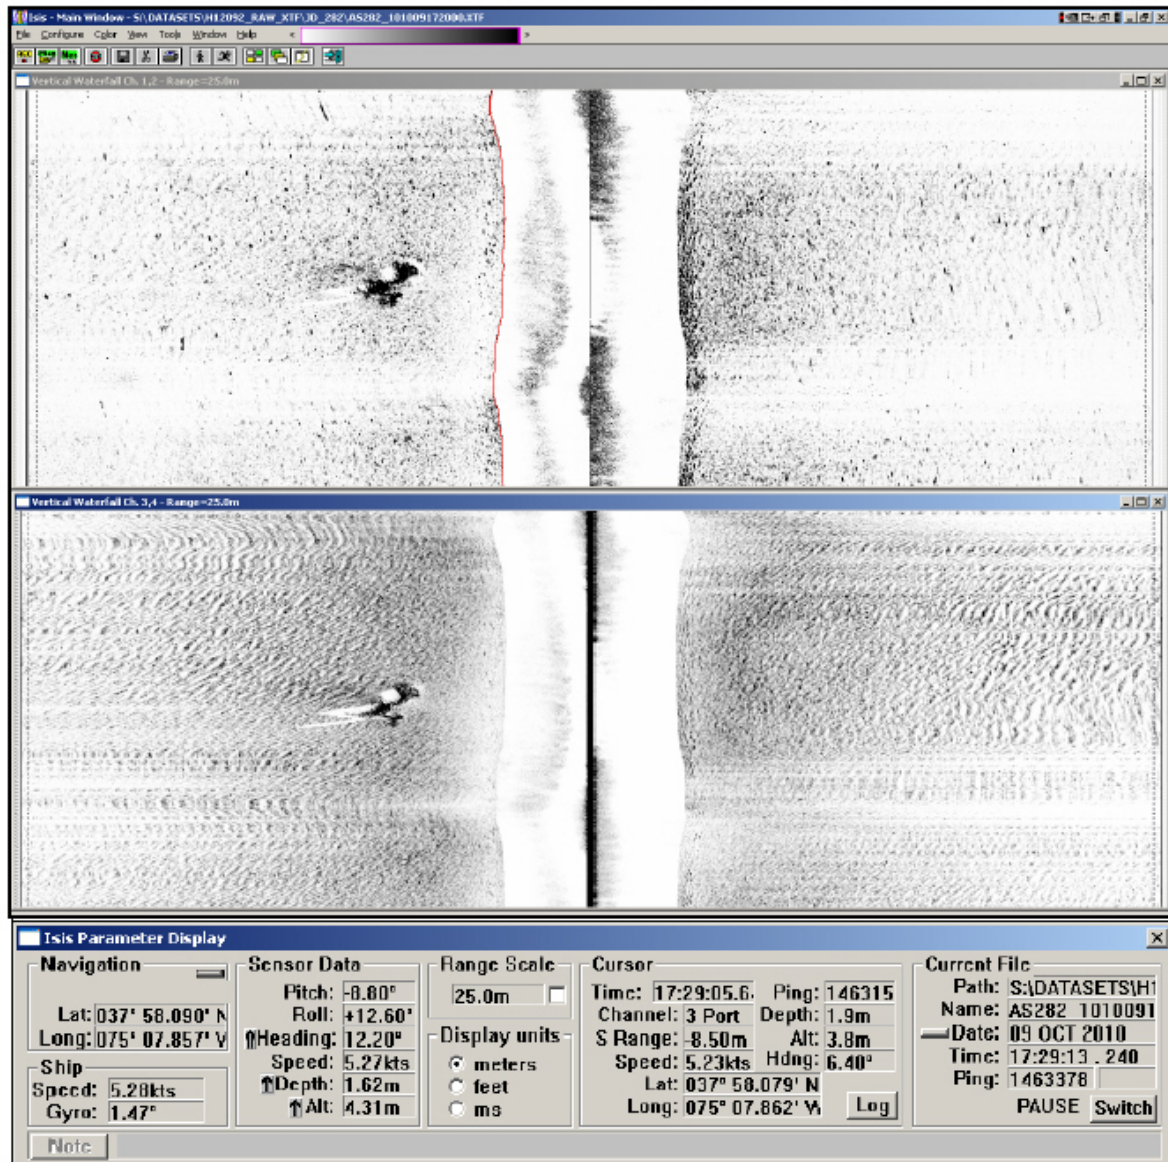 Isis - Main Window - S:\DATASETS\H12092_RAW_XTF\JD_282\AS282_101009172000.XTF
File Configure Color View Tools Window Help < >
Vertical Waterfall Ch. 1,2 - Range=25.0m
Vertical Waterfall Ch. 3,4 - Range=25.0m
Isis Parameter Display
Navigation
Lat: 037° 58.090' N
Long: 075° 07.857' W
Ship
Speed: 5.28kts
Gyro: 1.47°
Sensor Data
Pitch: -8.80°
Roll: +12.60°
Heading: 12.20°
Speed: 5.27kts
Depth: 1.62m
Alt: 4.31m
Range Scale
25.0m
Display units
meters
feet
ms
Cursor
Time: 17:29:05.6. Ping: 146315
Channel: 3 Port Depth: 1.9m
S Range: -8.50m Alt: 3.8m
Speed: 5.23kts Hdng: 6.40°
Lat: 037° 58.079' N
Long: 075° 07.862' W
Log
Current File
Path: S:\DATASETS\H1
Name: AS282_1010091
Date: 09 OCT 2010
Time: 17:29:13 . 240
Ping: 1463378
PAUSE Switch
Note